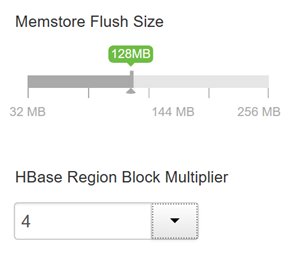 Memstore Flush Size
128MB
32 MB 144 MB 256 MB
HBase Region Block Multiplier
4